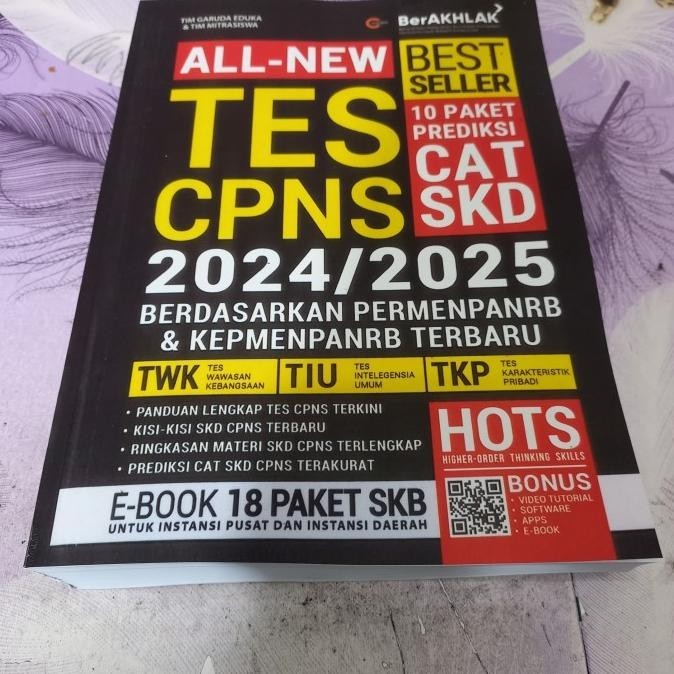 TIM GARUDA EDUKA
& TIM MITRASISWA
BerAKHLAK
ALL-NEW
BEST
SELLER
TES
CPNS
10 PAKET
PREDIKSI
CAT
SKD
2024/2025
BERDASARKAN PERMENPANRB
& KEPMENPANRB TERBARU
TWK TES WAWASAN KEBANGSAAN
TIU TES INTELEGENSIA UMUM
TKP TES KARAKTERISTIK PRIBADI
• PANDUAN LENGKAP TES CPNS TERKINI
• KISI-KISI SKD CPNS TERBARU
• RINGKASAN MATERI SKD CPNS TERLENGKAP
• PREDIKSI CAT SKD CPNS TERAKURAT
HOTS
HIGHER-ORDER THINKING SKILLS
BONUS
• VIDEO TUTORIAL
• SOFTWARE
• APPS
• E-BOOK
E-BOOK 18 PAKET SKB
UNTUK INSTANSI PUSAT DAN INSTANSI DAERAH